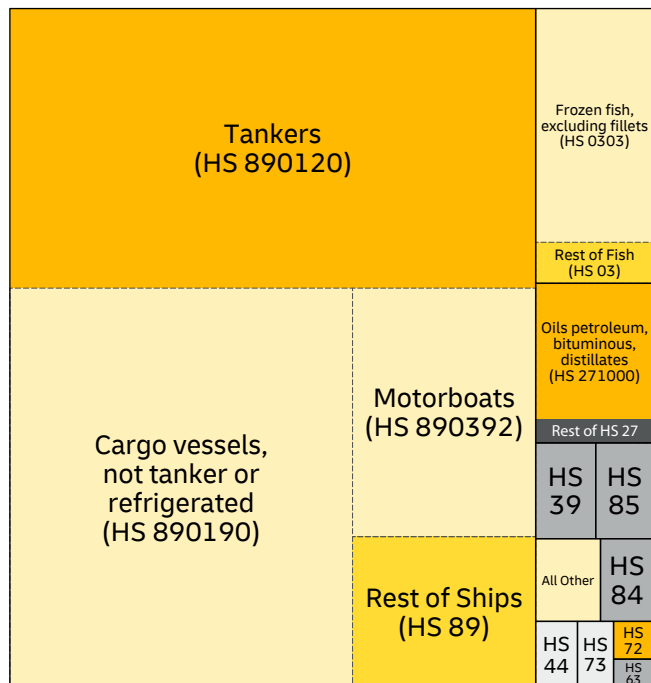 Tankers
(HS 890120)
Frozen fish,
excluding fillets
(HS 0303)
Rest of Fish
(HS 03)
Oils petroleum,
bituminous,
distillates
(HS 271000)
Rest of HS 27
Cargo vessels,
not tanker or
refrigerated
(HS 890190)
Motorboats
(HS 890392)
Rest of Ships
(HS 89)
HS
39
HS
85
All Other
HS
84
HS
44
HS
73
HS
72
HS
63